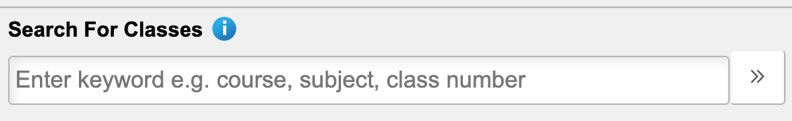 Search For Classes
Enter keyword e.g. course, subject, class number